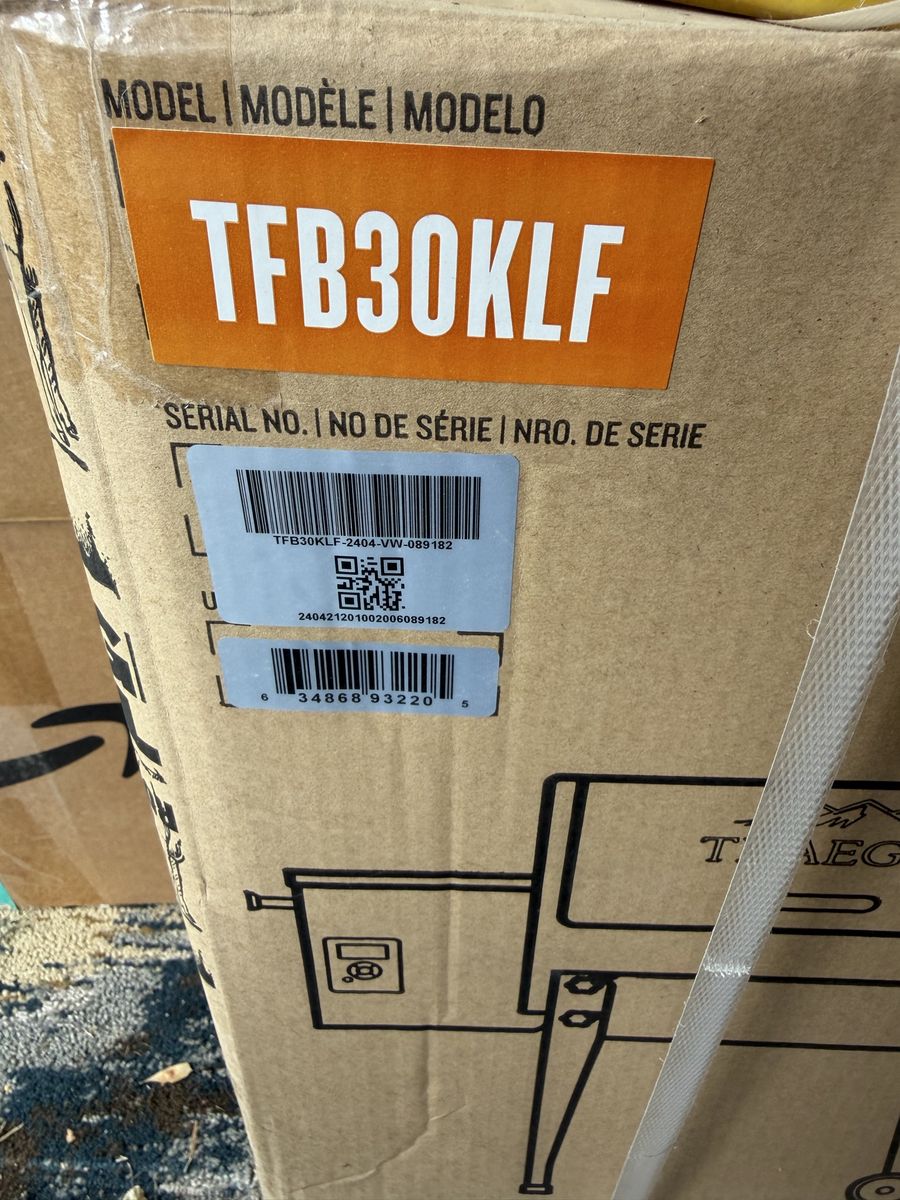 MODEL | MODÈLE | MODELO
TFB30KLF
SERIAL NO. | NO DE SÉRIE | NRO. DE SERIE
TFB30KLF-2404-VW-089182
240421201002006089182
U
6 34868 93220 5